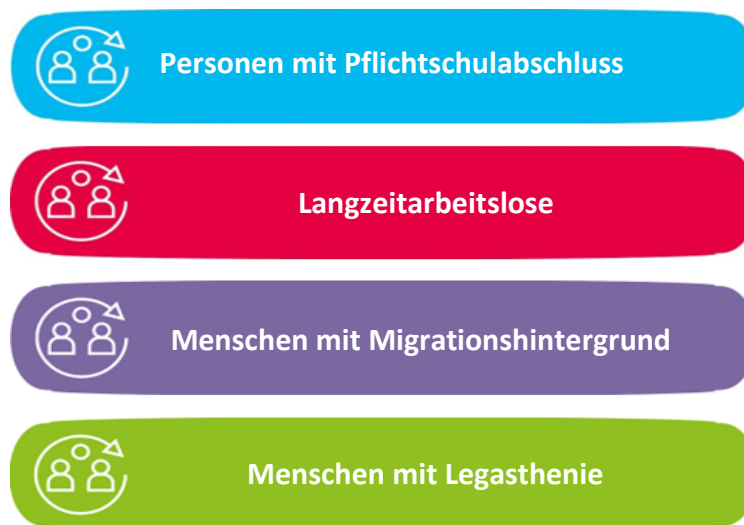 Personen mit Pflichtschulabschluss
Langzeitarbeitslose
Menschen mit Migrationshintergrund
Menschen mit Legasthenie